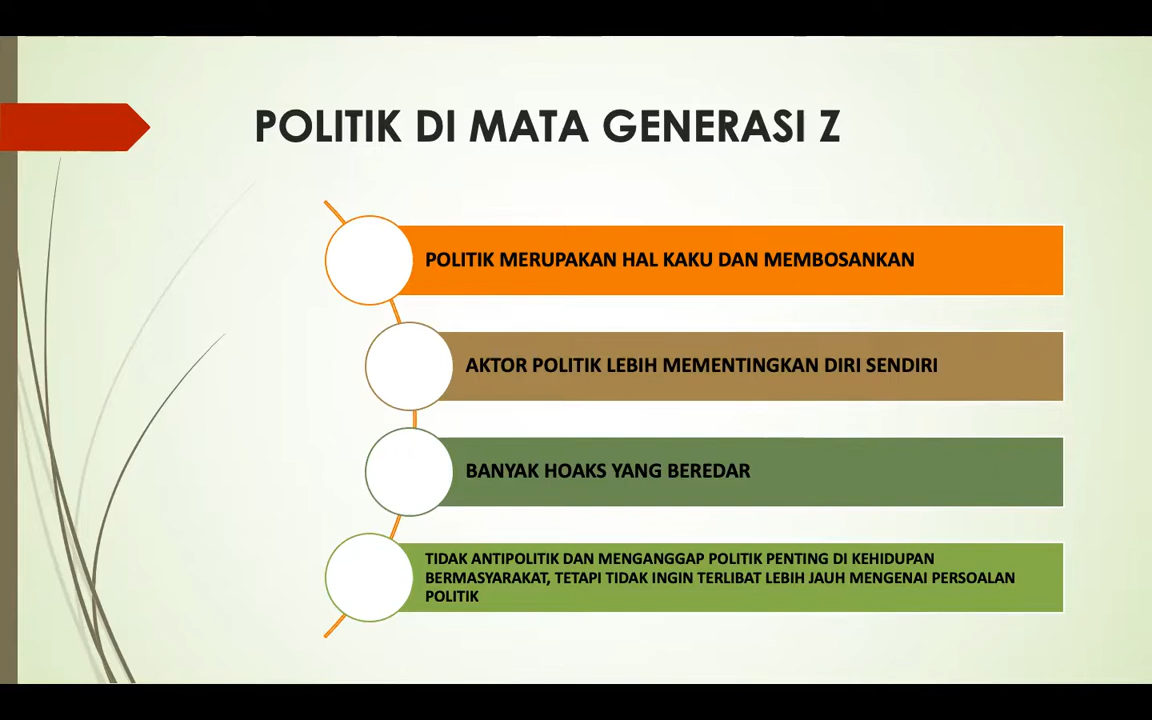 POLITIK DI MATA GENERASI Z
POLITIK MERUPAKAN HAL KAKU DAN MEMBOSANKAN
AKTOR POLITIK LEBIH MEMENTINGKAN DIRI SENDIRI
BANYAK HOAKS YANG BEREDAR
TIDAK ANTIPOLITIK DAN MENGANGGAP POLITIK PENTING DI KEHIDUPAN
BERMASYARAKAT, TETAPI TIDAK INGIN TERLIBAT LEBIH JAUH MENGENAI PERSOALAN
POLITIK